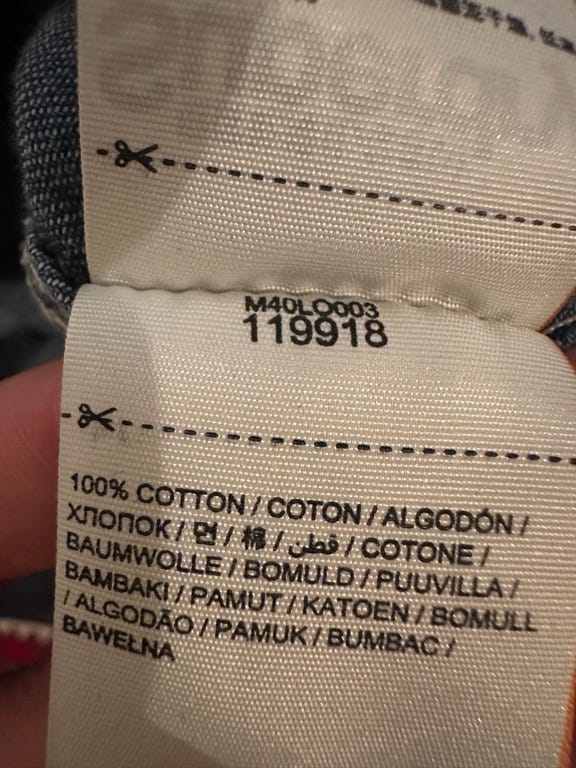 M40LO003
119918
100% COTTON / COTON / ALGODÓN /
ХЛОПОК / 면 / 棉 / قطن / COTONE /
BAUMWOLLE / BOMULD / PUUVILLA /
BAMBAKI / PAMUT / KATOEN / BOMULL
/ ALGODÃO / PAMUK / BUMBAC /
BAWEŁNA